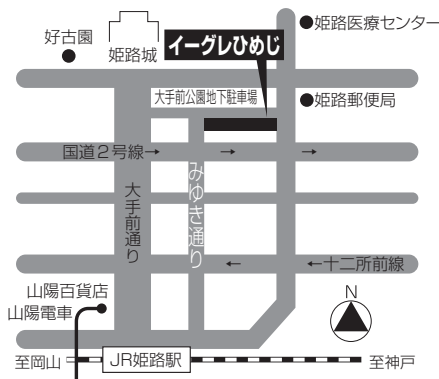 ●姫路医療センター
好古園
姫路城
イーグレひめじ
大手前公園地下駐車場
●姫路郵便局
国道2号線→
→
→
大手前通り
みゆき通り
←
←十二所前線
山陽百貨店
山陽電車
N
至岡山
JR姫路駅
至神戸